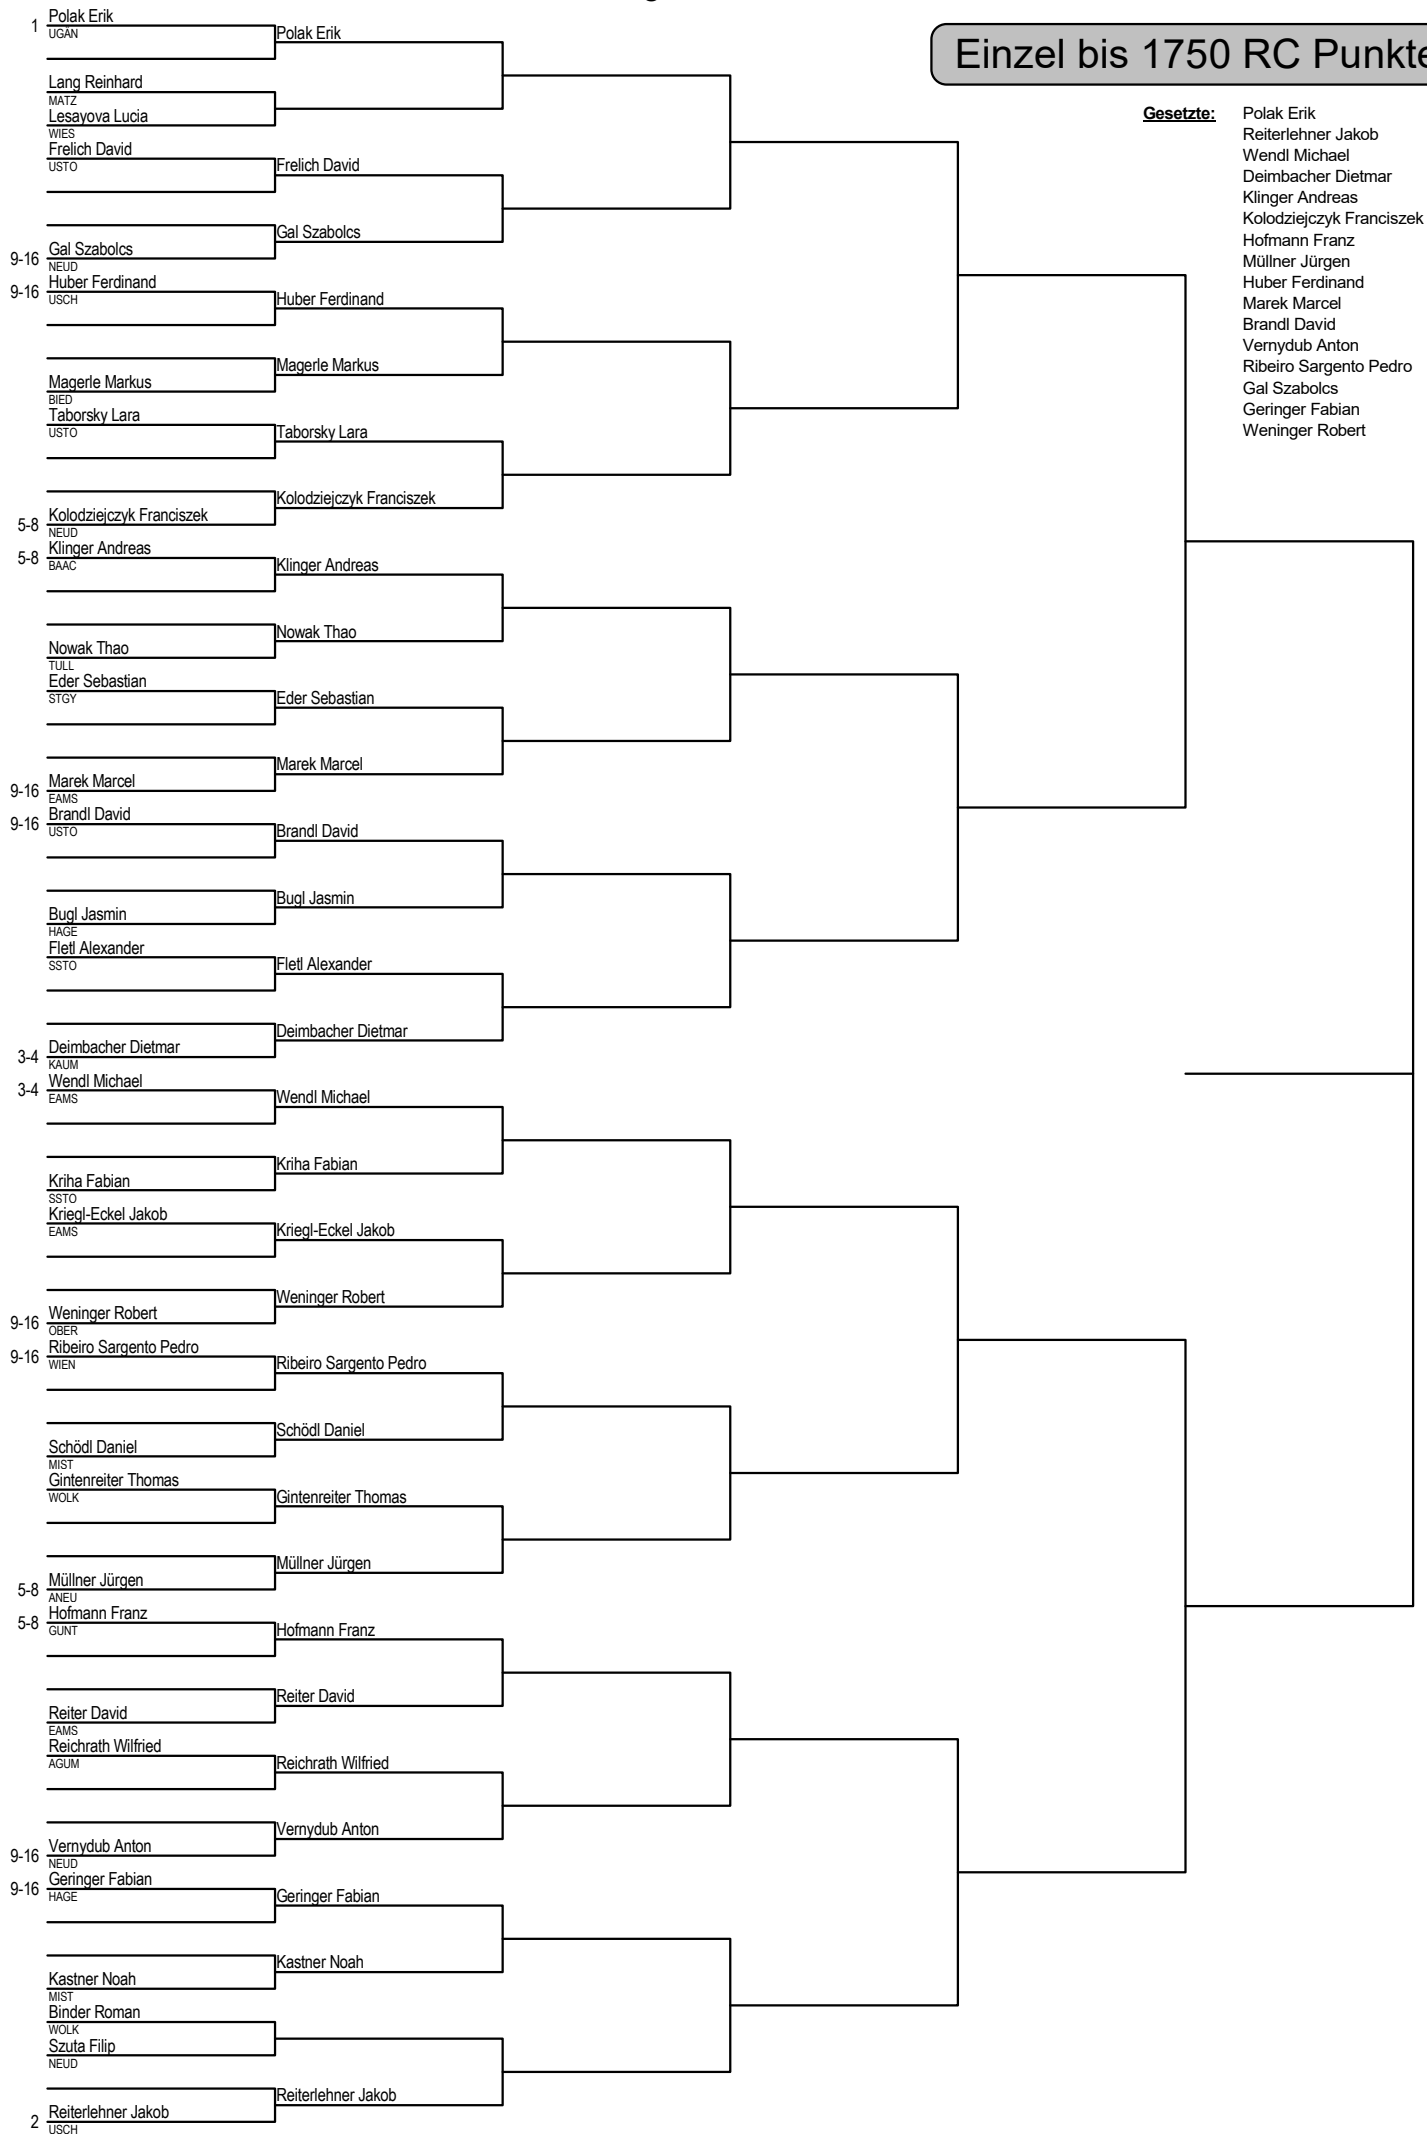 Einzel bis 1750 RC Punkte
Gesetzte: Polak Erik
Reiterlehner Jakob
Wendl Michael
Deimbacher Dietmar
Klinger Andreas
Kolodziejczyk Franciszek
Hofmann Franz
Müllner Jürgen
Huber Ferdinand
Marek Marcel
Brandl David
Vernydub Anton
Ribeiro Sargento Pedro
Gal Szabolcs
Geringer Fabian
Weninger Robert
1 Polak Erik
UGÄN
Polak Erik
Lang Reinhard
MATZ
Lesayova Lucia
WIES
Frelich David
USTO
Frelich David
Gal Szabolcs
9-16 Gal Szabolcs
NEUD
9-16 Huber Ferdinand
USCH
Huber Ferdinand
Magerle Markus
Magerle Markus
BIED
Taborsky Lara
USTO
Taborsky Lara
Kolodziejczyk Franciszek
5-8 Kolodziejczyk Franciszek
NEUD
5-8 Klinger Andreas
BAAC
Klinger Andreas
Nowak Thao
Nowak Thao
TULL
Eder Sebastian
STGY
Eder Sebastian
Marek Marcel
9-16 Marek Marcel
EAMS
9-16 Brandl David
USTO
Brandl David
Bugl Jasmin
Bugl Jasmin
HAGE
Fletl Alexander
SSTO
Fletl Alexander
Deimbacher Dietmar
3-4 Deimbacher Dietmar
KAUM
3-4 Wendl Michael
EAMS
Wendl Michael
Kriha Fabian
Kriha Fabian
SSTO
Kriegl-Eckel Jakob
EAMS
Kriegl-Eckel Jakob
Weninger Robert
9-16 Weninger Robert
OBER
9-16 Ribeiro Sargento Pedro
WIEN
Ribeiro Sargento Pedro
Schödl Daniel
Schödl Daniel
MIST
Gintenreiter Thomas
WOLK
Gintenreiter Thomas
Müllner Jürgen
5-8 Müllner Jürgen
ANEU
5-8 Hofmann Franz
GUNT
Hofmann Franz
Reiter David
Reiter David
EAMS
Reichrath Wilfried
AGUM
Reichrath Wilfried
Vernydub Anton
9-16 Vernydub Anton
NEUD
9-16 Geringer Fabian
HAGE
Geringer Fabian
Kastner Noah
Kastner Noah
MIST
Binder Roman
WOLK
Szuta Filip
NEUD
Reiterlehner Jakob
2 Reiterlehner Jakob
USCH